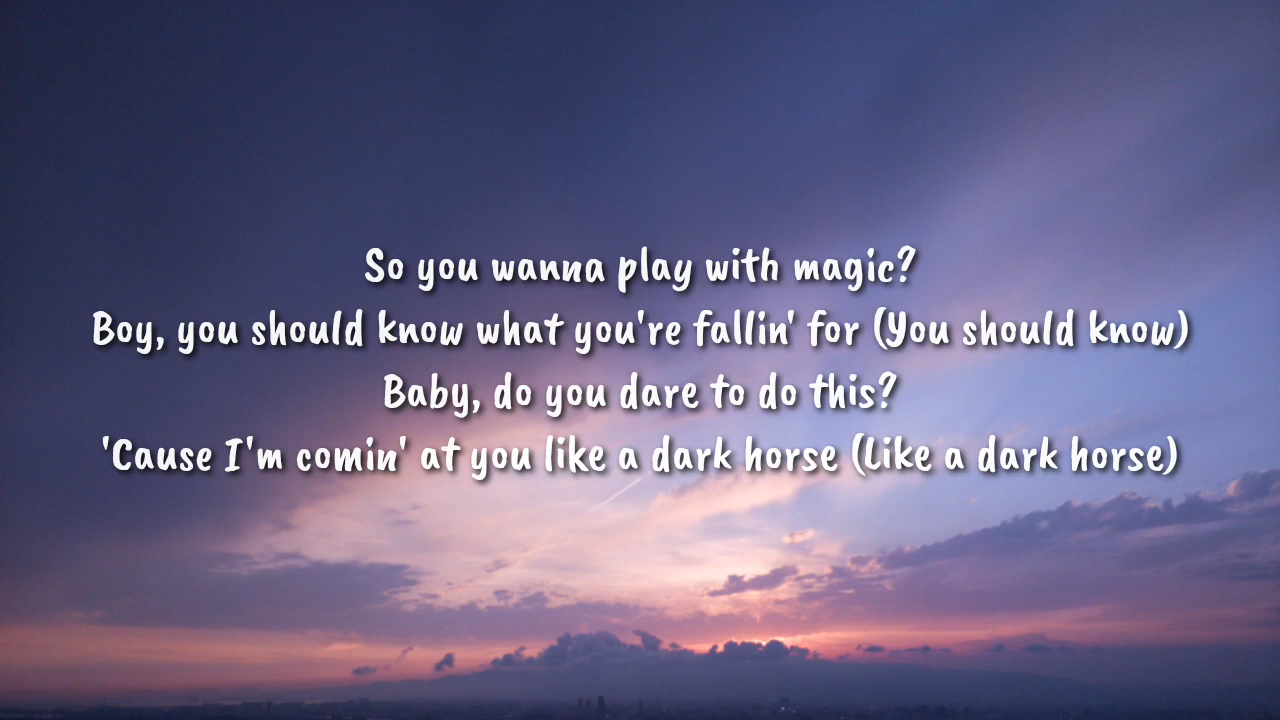 So you wanna play with magic?
Boy, you should know what you're fallin' for (You should know)
Baby, do you dare to do this?
'Cause I'm comin' at you like a dark horse (Like a dark horse)